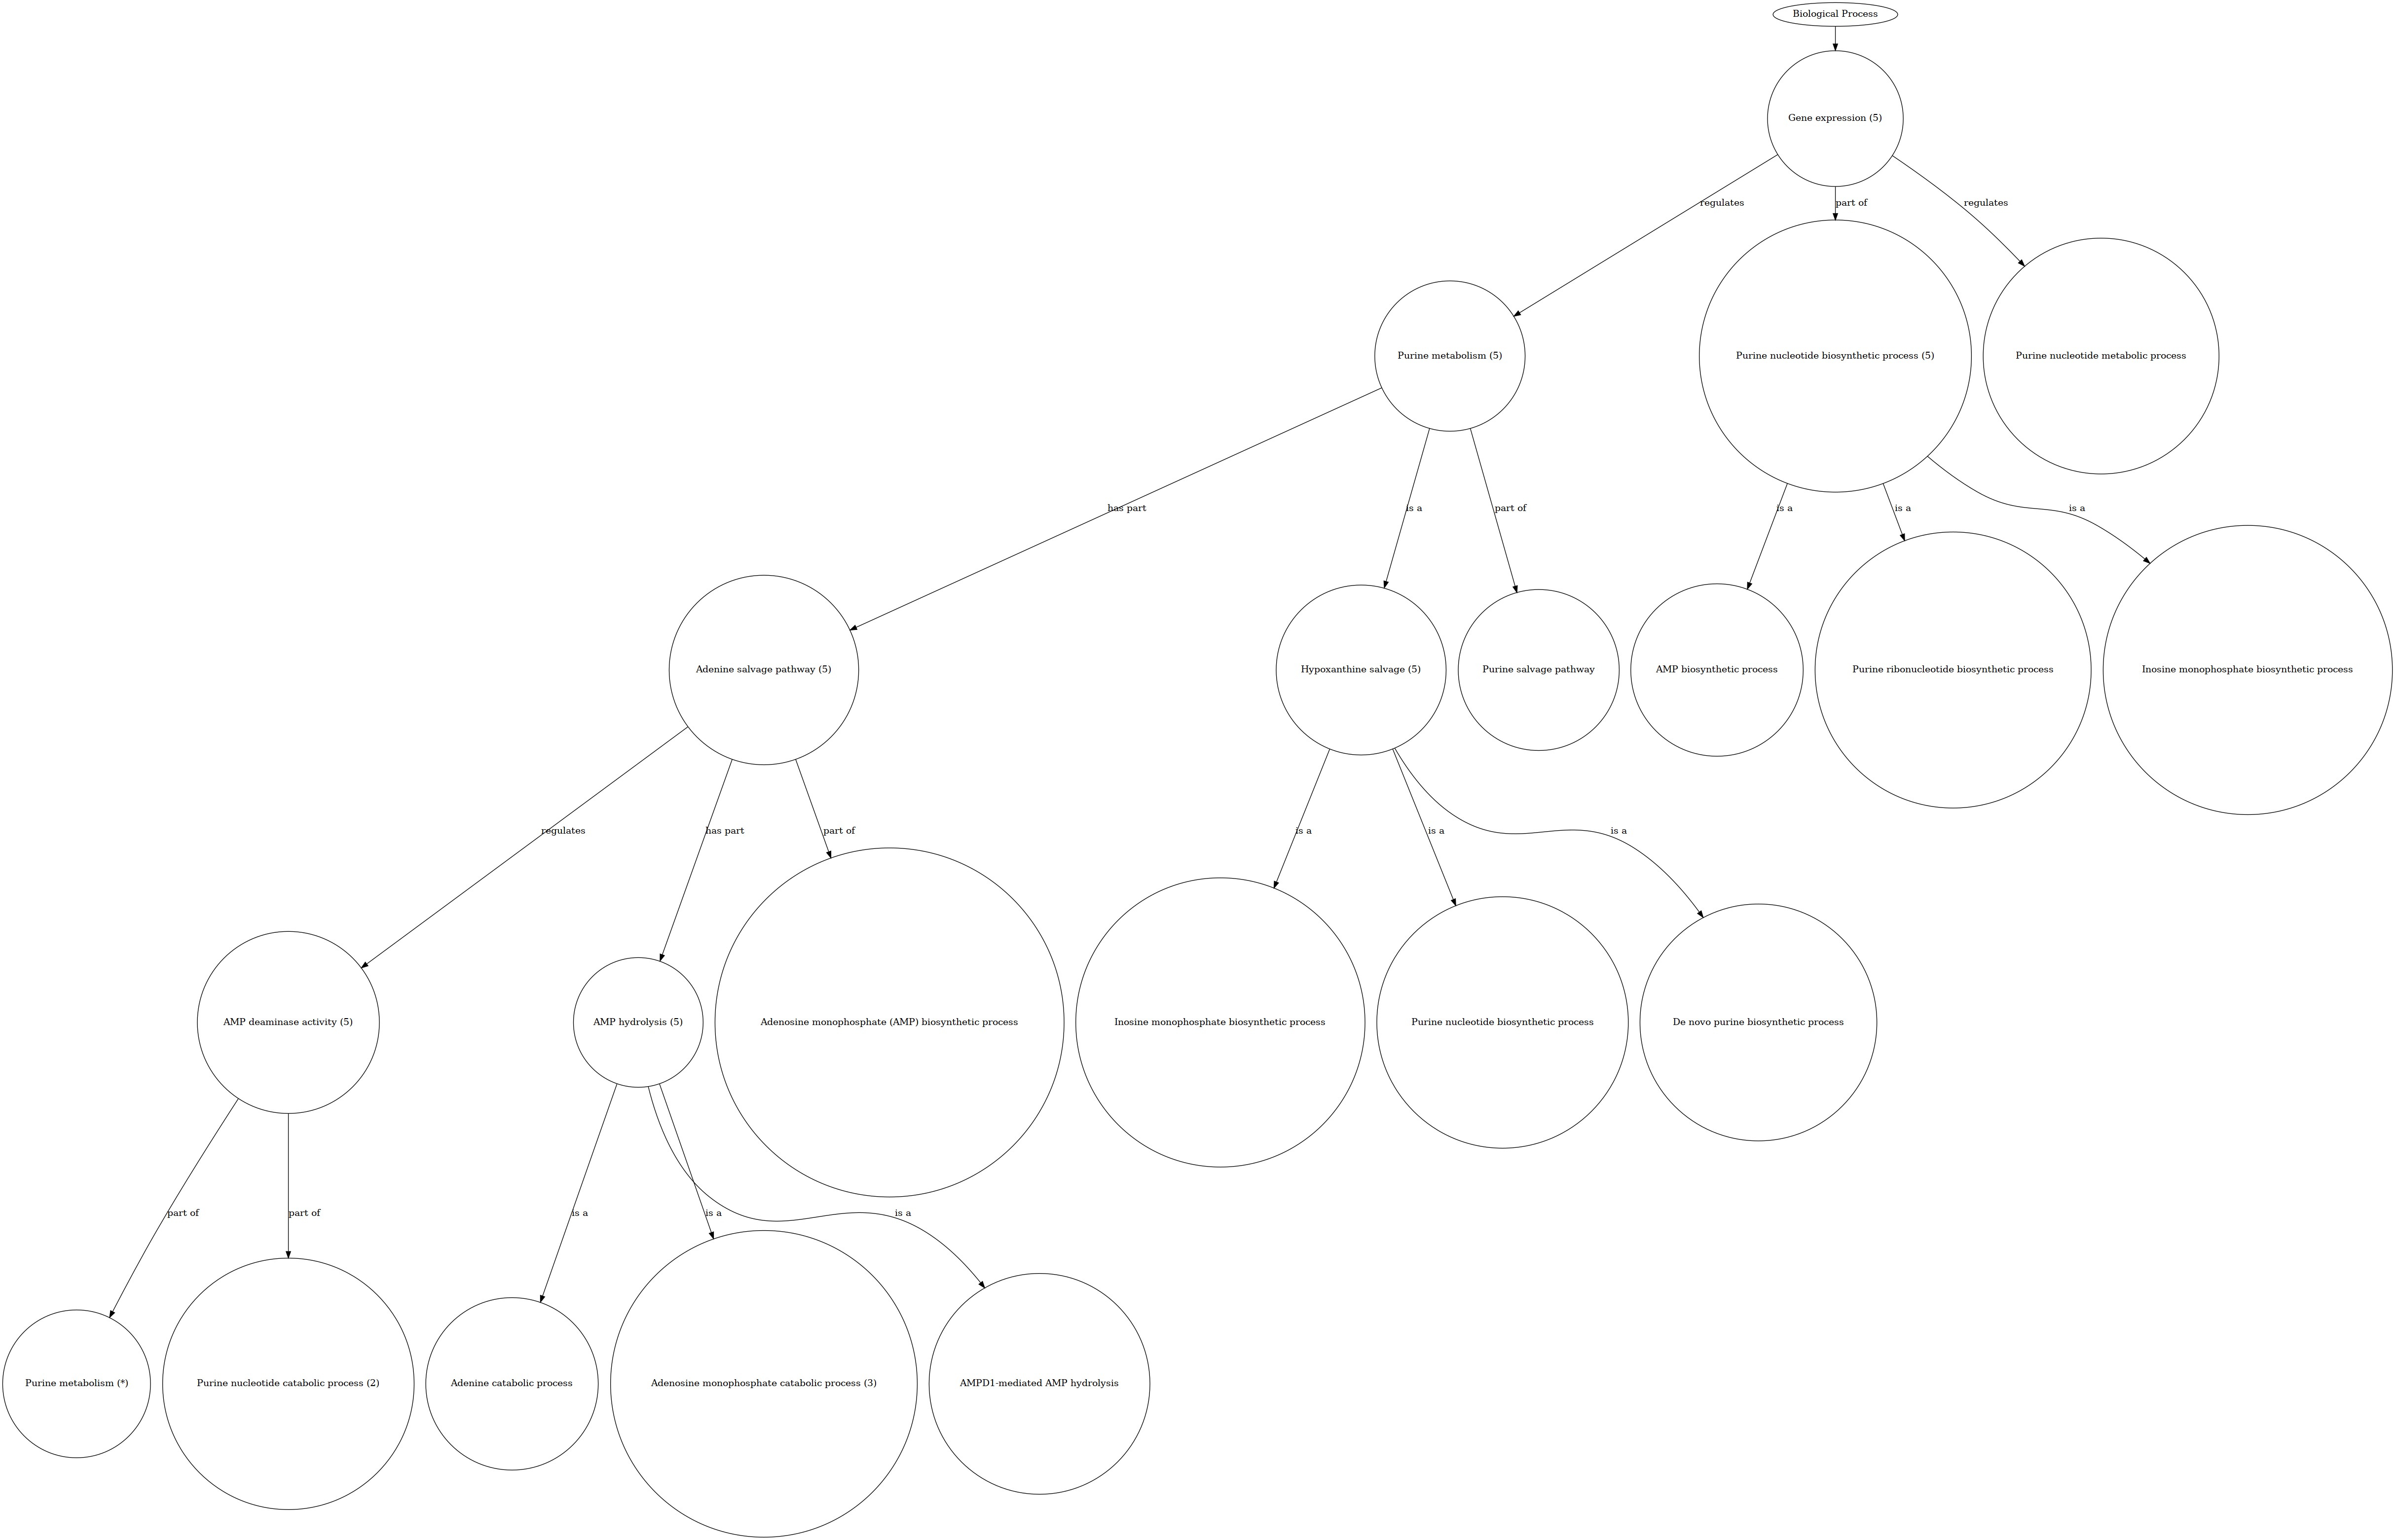 Biological Process
Gene expression (5)
regulates
part of
regulates
Purine metabolism (5)
Purine nucleotide biosynthetic process (5)
Purine nucleotide metabolic process
has part
is a
part of
is a
is a
is a
Adenine salvage pathway (5)
Hypoxanthine salvage (5)
Purine salvage pathway
AMP biosynthetic process
Purine ribonucleotide biosynthetic process
Inosine monophosphate biosynthetic process
regulates
has part
part of
is a
is a
is a
AMP deaminase activity (5)
AMP hydrolysis (5)
Adenosine monophosphate (AMP) biosynthetic process
Inosine monophosphate biosynthetic process
Purine nucleotide biosynthetic process
De novo purine biosynthetic process
part of
part of
is a
is a
is a
Purine metabolism (*)
Purine nucleotide catabolic process (2)
Adenine catabolic process
Adenosine monophosphate catabolic process (3)
AMPD1-mediated AMP hydrolysis